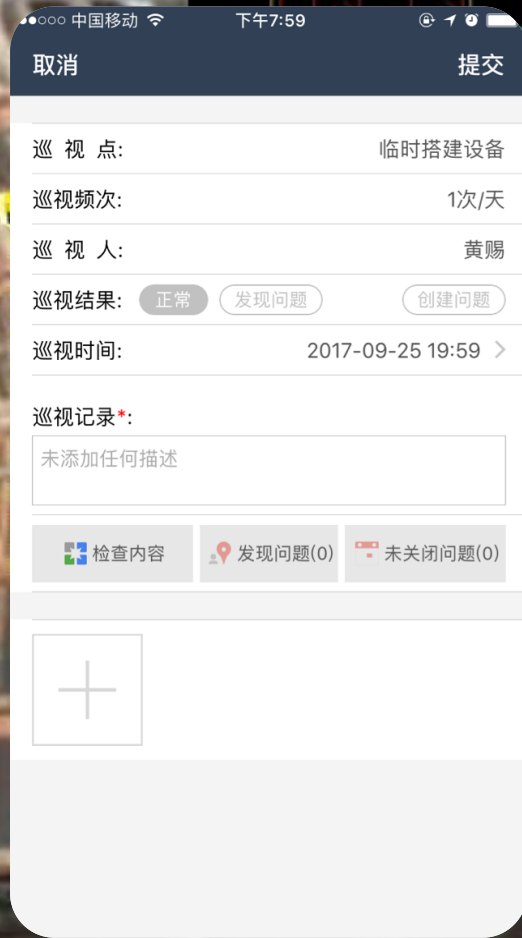 中国移动 下午7:59
取消 提交
巡 视 点: 临时搭建设备
巡视频次: 1次/天
巡 视 人: 黄赐
巡视结果: 正常 发现问题 创建问题
巡视时间: 2017-09-25 19:59
巡视记录*:
未添加任何描述
检查内容 发现问题(0) 未关闭问题(0)